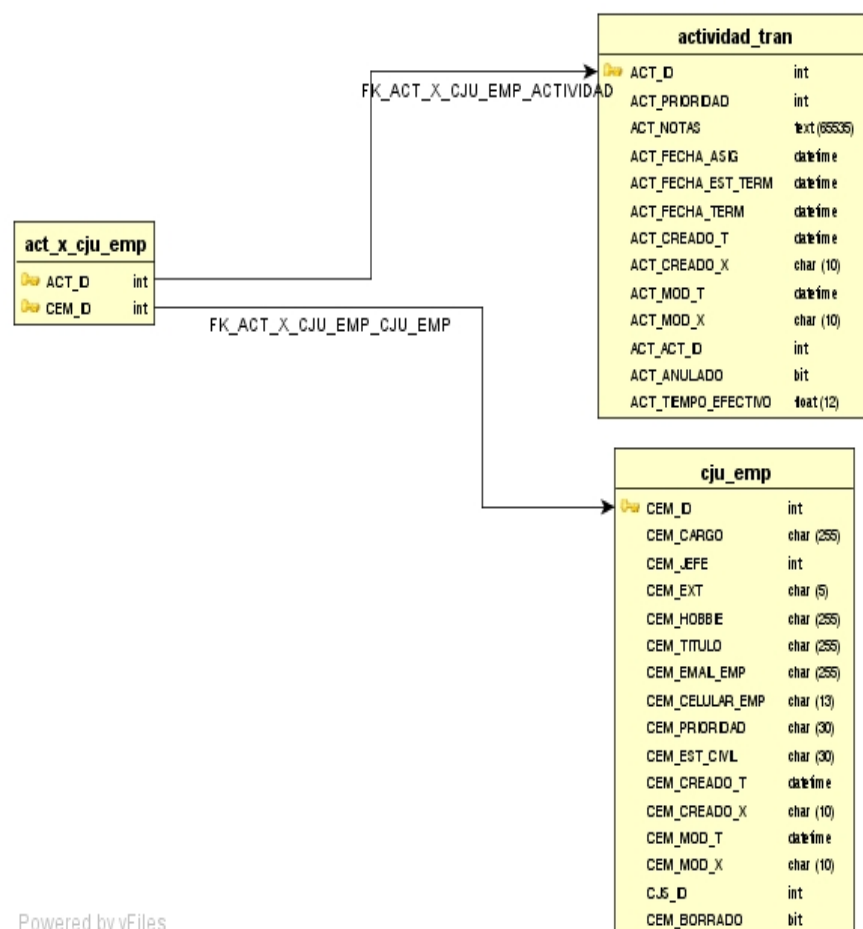 actividad_tran
ACT_ID int
ACT_PRIORIDAD int
ACT_NOTAS text (65535)
ACT_FECHA_ASIG datetime
ACT_FECHA_EST_TERM datetime
ACT_FECHA_TERM datetime
ACT_CREADO_T datetime
ACT_CREADO_X char (10)
ACT_MOD_T datetime
ACT_MOD_X char (10)
ACT_ACT_ID int
ACT_ANULADO bit
ACT_TIEMPO_EFECTIVO float (12)
FK_ACT_X_CJU_EMP_ACTIVIDAD
act_x_cju_emp
ACT_ID int
CEM_ID int
FK_ACT_X_CJU_EMP_CJU_EMP
cju_emp
CEM_ID int
CEM_CARGO char (255)
CEM_JEFE int
CEM_EXT char (5)
CEM_HOBBIE char (255)
CEM_TITULO char (255)
CEM_EMAIL_EMP char (255)
CEM_CELULAR_EMP char (13)
CEM_PRIORIDAD char (30)
CEM_EST_CIVIL char (30)
CEM_CREADO_T datetime
CEM_CREADO_X char (10)
CEM_MOD_T datetime
CEM_MOD_X char (10)
CJS_ID int
CEM_BORRADO bit
Powered by yFiles